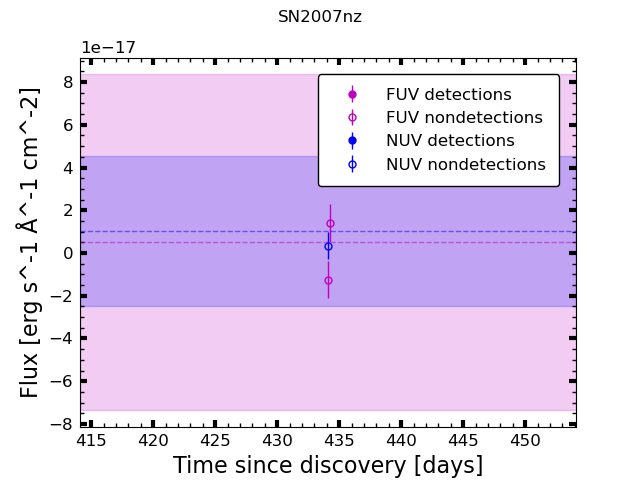 SN2007nz
1e−17
FUV detections
FUV nondetections
NUV detections
NUV nondetections
8
6
4
2
0
−2
−4
−6
−8
Flux [erg s^-1 Å^-1 cm^-2]
415 420 425 430 435 440 445 450
Time since discovery [days]